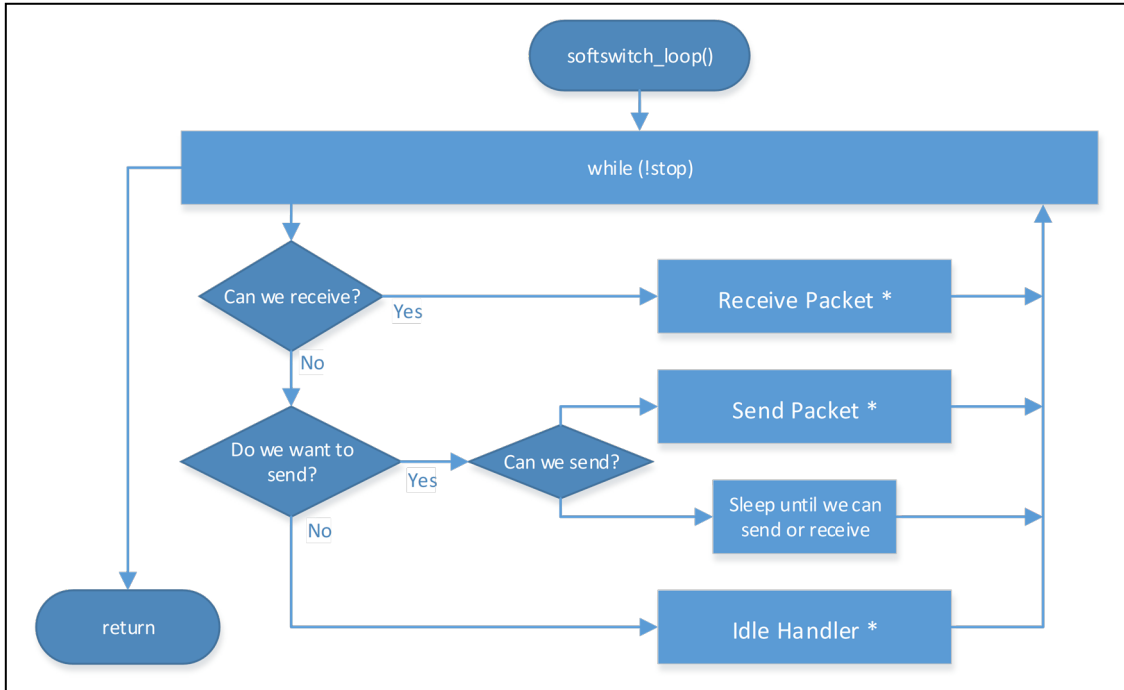 softswitch_loop()
while (!stop)
Can we receive?
Yes
Receive Packet *
No
Send Packet *
Do we want to
send?
Yes
Can we send?
Sleep until we can
send or receive
No
return
Idle Handler *